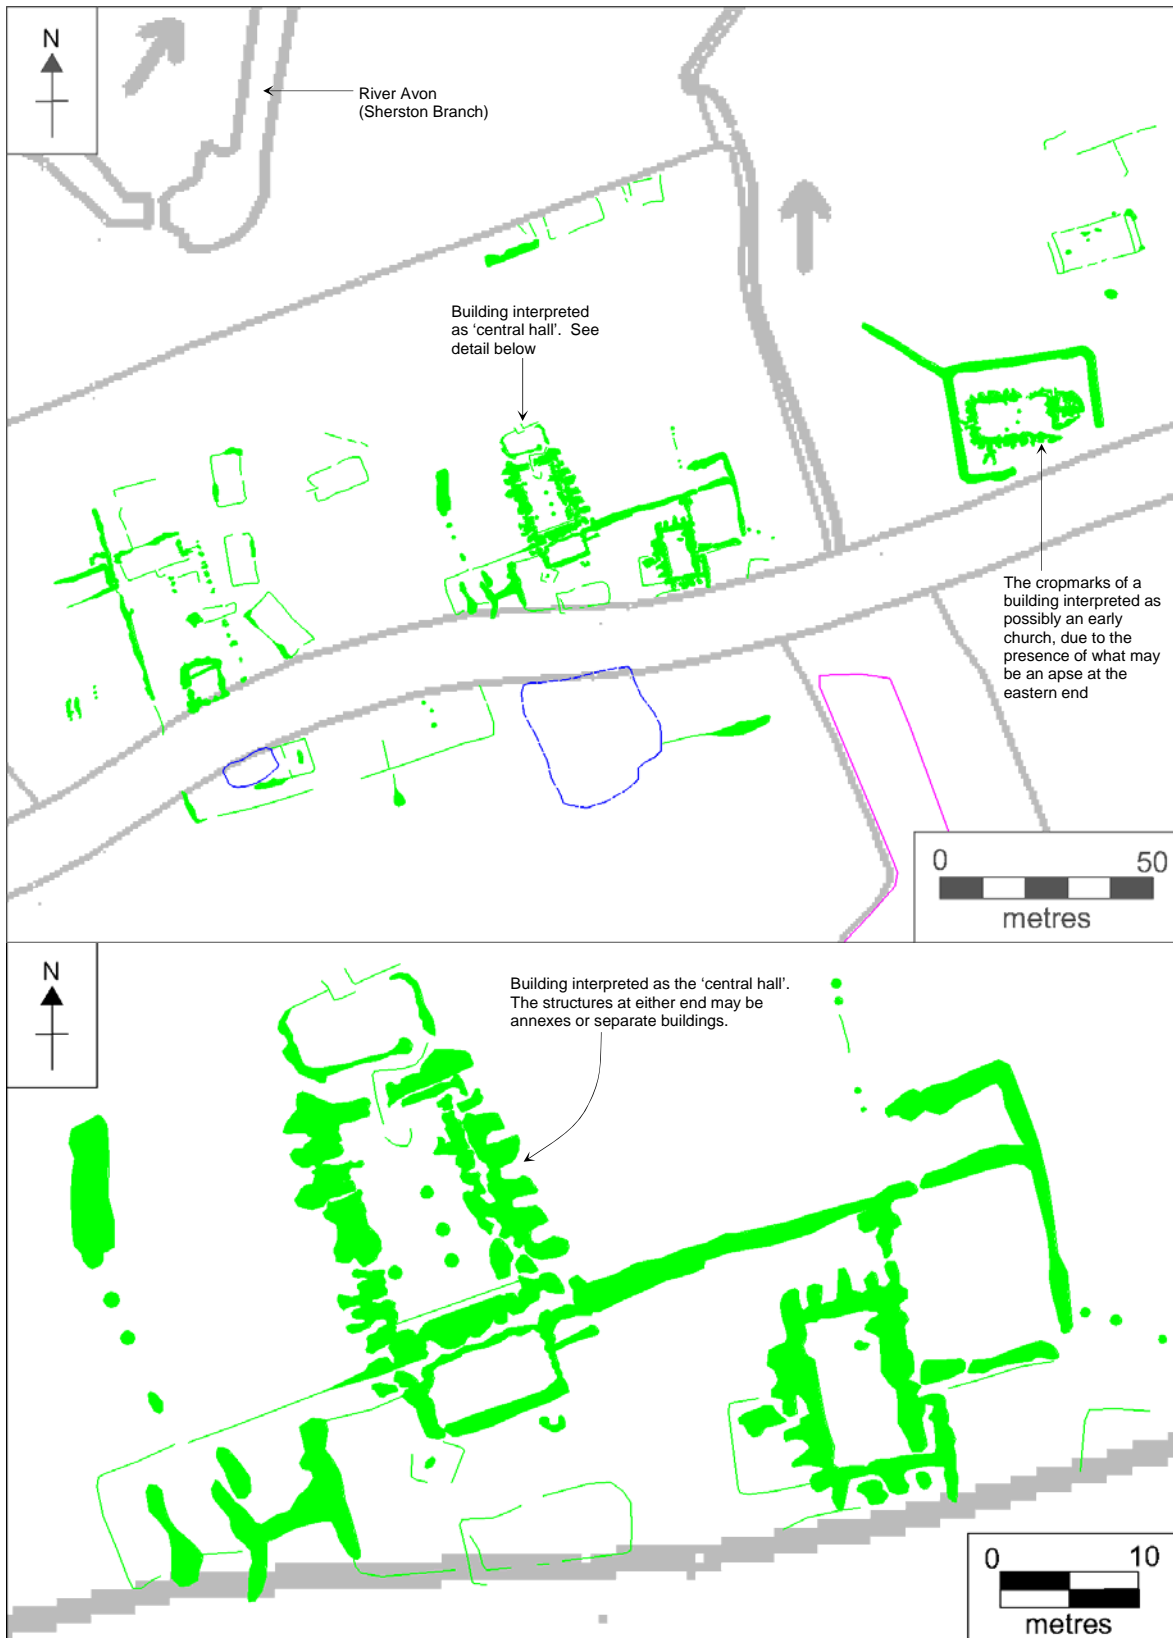 N
River Avon
(Sherston Branch)
Building interpreted
as ‘central hall’.  See
detail below
The cropmarks of a
building interpreted as
possibly an early
church, due to the
presence of what may
be an apse at the
eastern end
0 50
metres
N
Building interpreted as the ‘central hall’.
The structures at either end may be
annexes or separate buildings.
0 10
metres